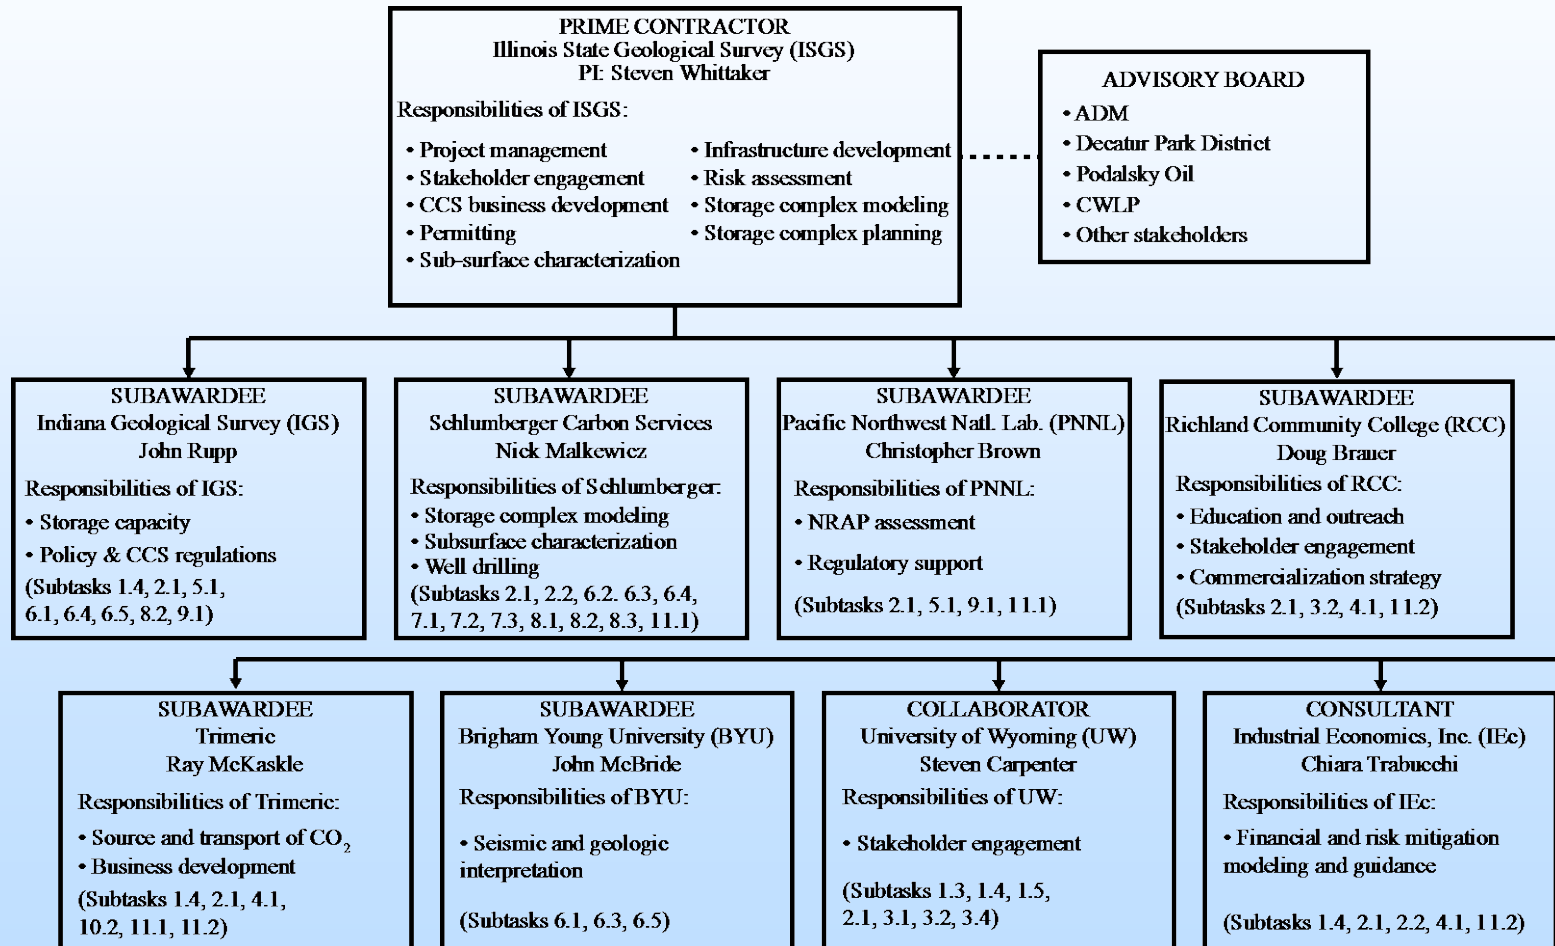 PRIME CONTRACTOR
Illinois State Geological Survey (ISGS)
PI: Steven Whittaker
Responsibilities of ISGS:
• Project management
• Stakeholder engagement
• CCS business development
• Permitting
• Sub-surface characterization
• Infrastructure development
• Risk assessment
• Storage complex modeling
• Storage complex planning
ADVISORY BOARD
• ADM
• Decatur Park District
• Podalsky Oil
• CWLP
• Other stakeholders
SUBAWARDEE
Indiana Geological Survey (IGS)
John Rupp
Responsibilities of IGS:
• Storage capacity
• Policy & CCS regulations
(Subtasks 1.4, 2.1, 5.1,
6.1, 6.4, 6.5, 8.2, 9.1)
SUBAWARDEE
Schlumberger Carbon Services
Nick Malkewicz
Responsibilities of Schlumberger:
• Storage complex modeling
• Subsurface characterization
• Well drilling
(Subtasks 2.1, 2.2, 6.2. 6.3, 6.4,
7.1, 7.2, 7.3, 8.1, 8.2, 8.3, 11.1)
SUBAWARDEE
Pacific Northwest Natl. Lab. (PNNL)
Christopher Brown
Responsibilities of PNNL:
• NRAP assessment
• Regulatory support
(Subtasks 2.1, 5.1, 9.1, 11.1)
SUBAWARDEE
Richland Community College (RCC)
Doug Brauer
Responsibilities of RCC:
• Education and outreach
• Stakeholder engagement
• Commercialization strategy
(Subtasks 2.1, 3.2, 4.1, 11.2)
SUBAWARDEE
Trimeric
Ray McKaskle
Responsibilities of Trimeric:
• Source and transport of CO₂
• Business development
(Subtasks 1.4, 2.1, 4.1,
10.2, 11.1, 11.2)
SUBAWARDEE
Brigham Young University (BYU)
John McBride
Responsibilities of BYU:
• Seismic and geologic
interpretation
(Subtasks 6.1, 6.3, 6.5)
COLLABORATOR
University of Wyoming (UW)
Steven Carpenter
Responsibilities of UW:
• Stakeholder engagement
(Subtasks 1.3, 1.4, 1.5,
2.1, 3.1, 3.2, 3.4)
CONSULTANT
Industrial Economics, Inc. (IEc)
Chiara Trabucchi
Responsibilities of IEc:
• Financial and risk mitigation
modeling and guidance
(Subtasks 1.4, 2.1, 2.2, 4.1, 11.2)